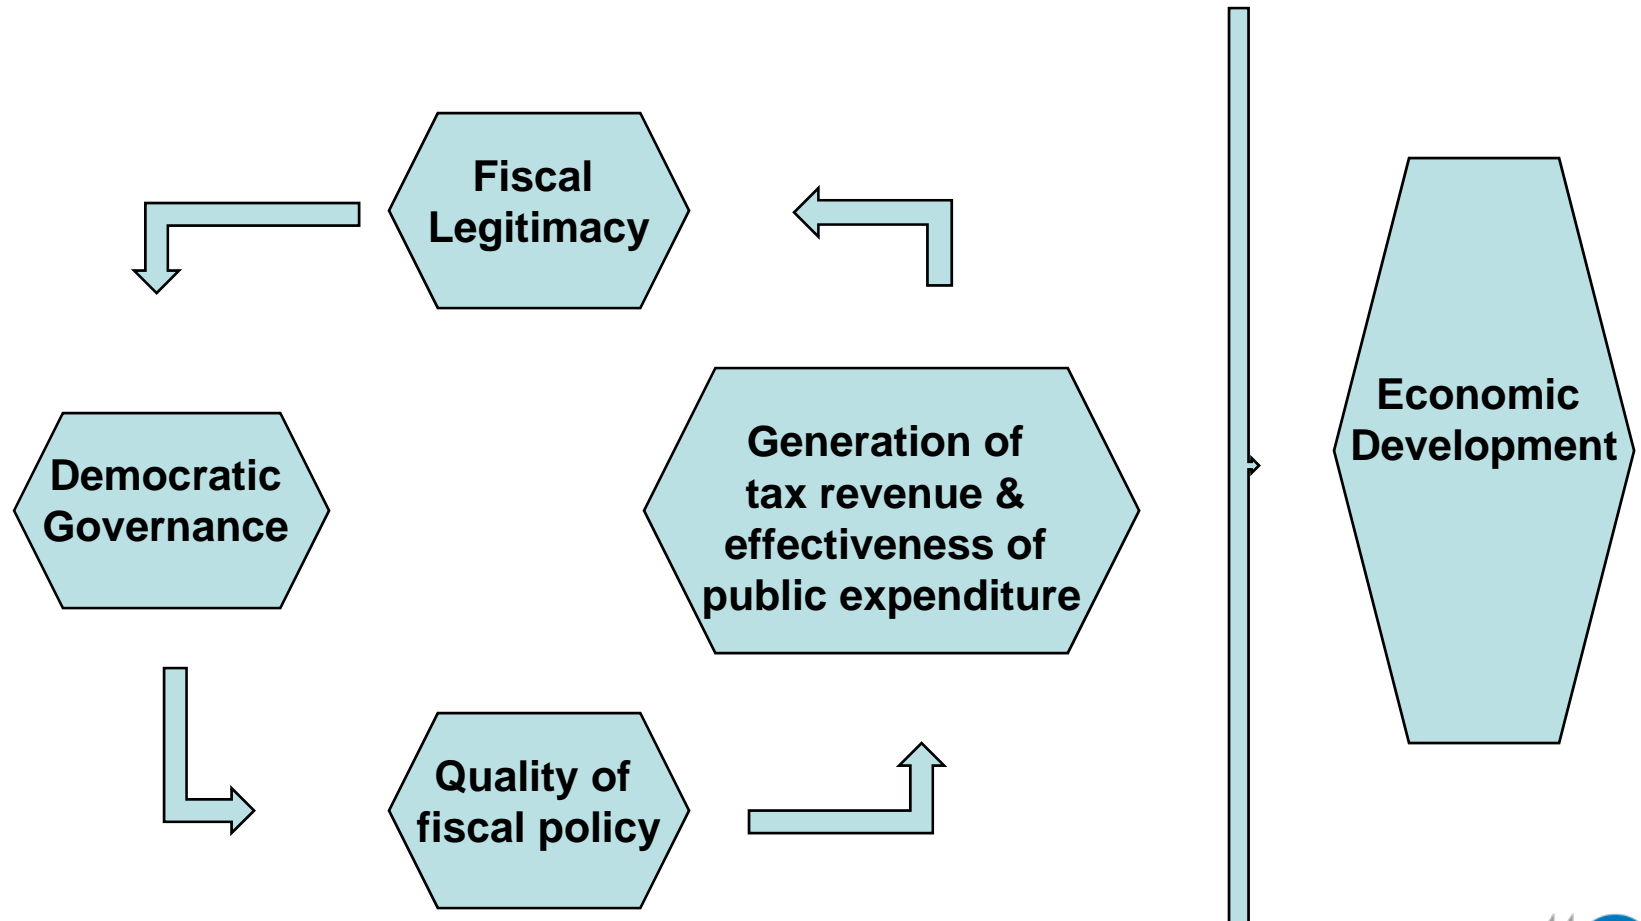 Fiscal
Legitimacy
Economic
Development
Generation of
tax revenue &
effectiveness of
public expenditure
Democratic
Governance
Quality of
fiscal policy